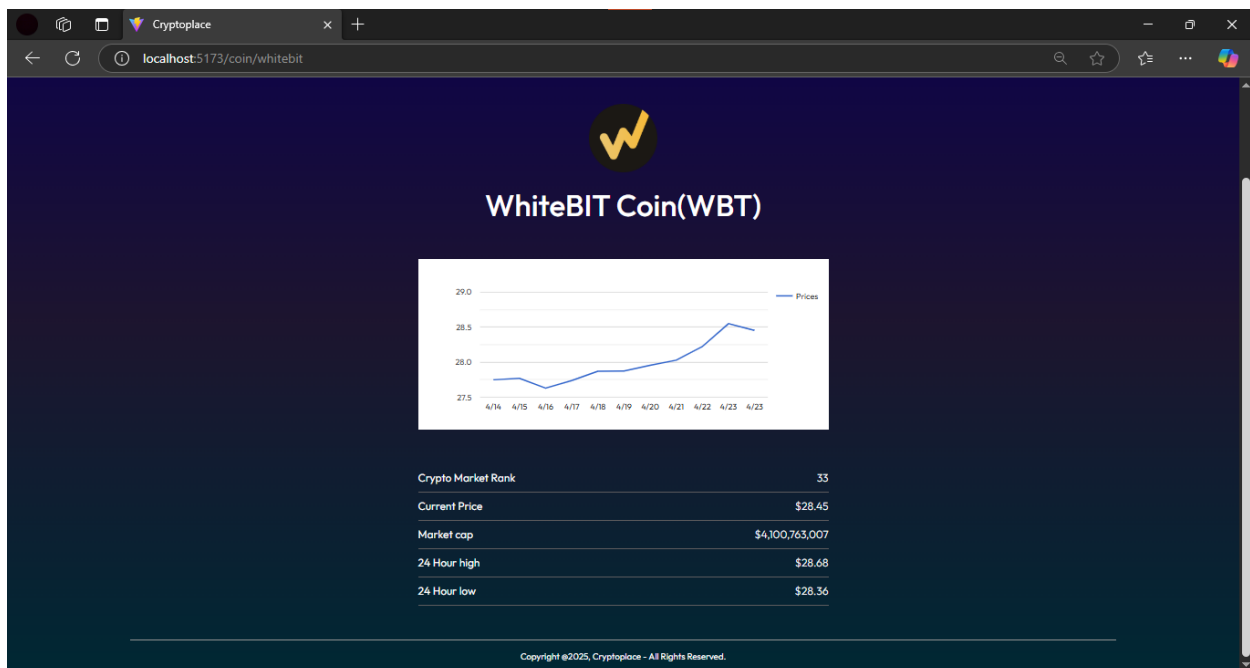 Cryptoplace
localhost:5173/coin/whitebit
WhiteBIT Coin(WBT)
29.0
Prices
28.5
28.0
27.5
4/14 4/15 4/16 4/17 4/18 4/19 4/20 4/21 4/22 4/23 4/23
Crypto Market Rank 33
Current Price $28.45
Market cap $4,100,763,007
24 Hour high $28.68
24 Hour low $28.36
Copyright @2025, Cryptoplace - All Rights Reserved.